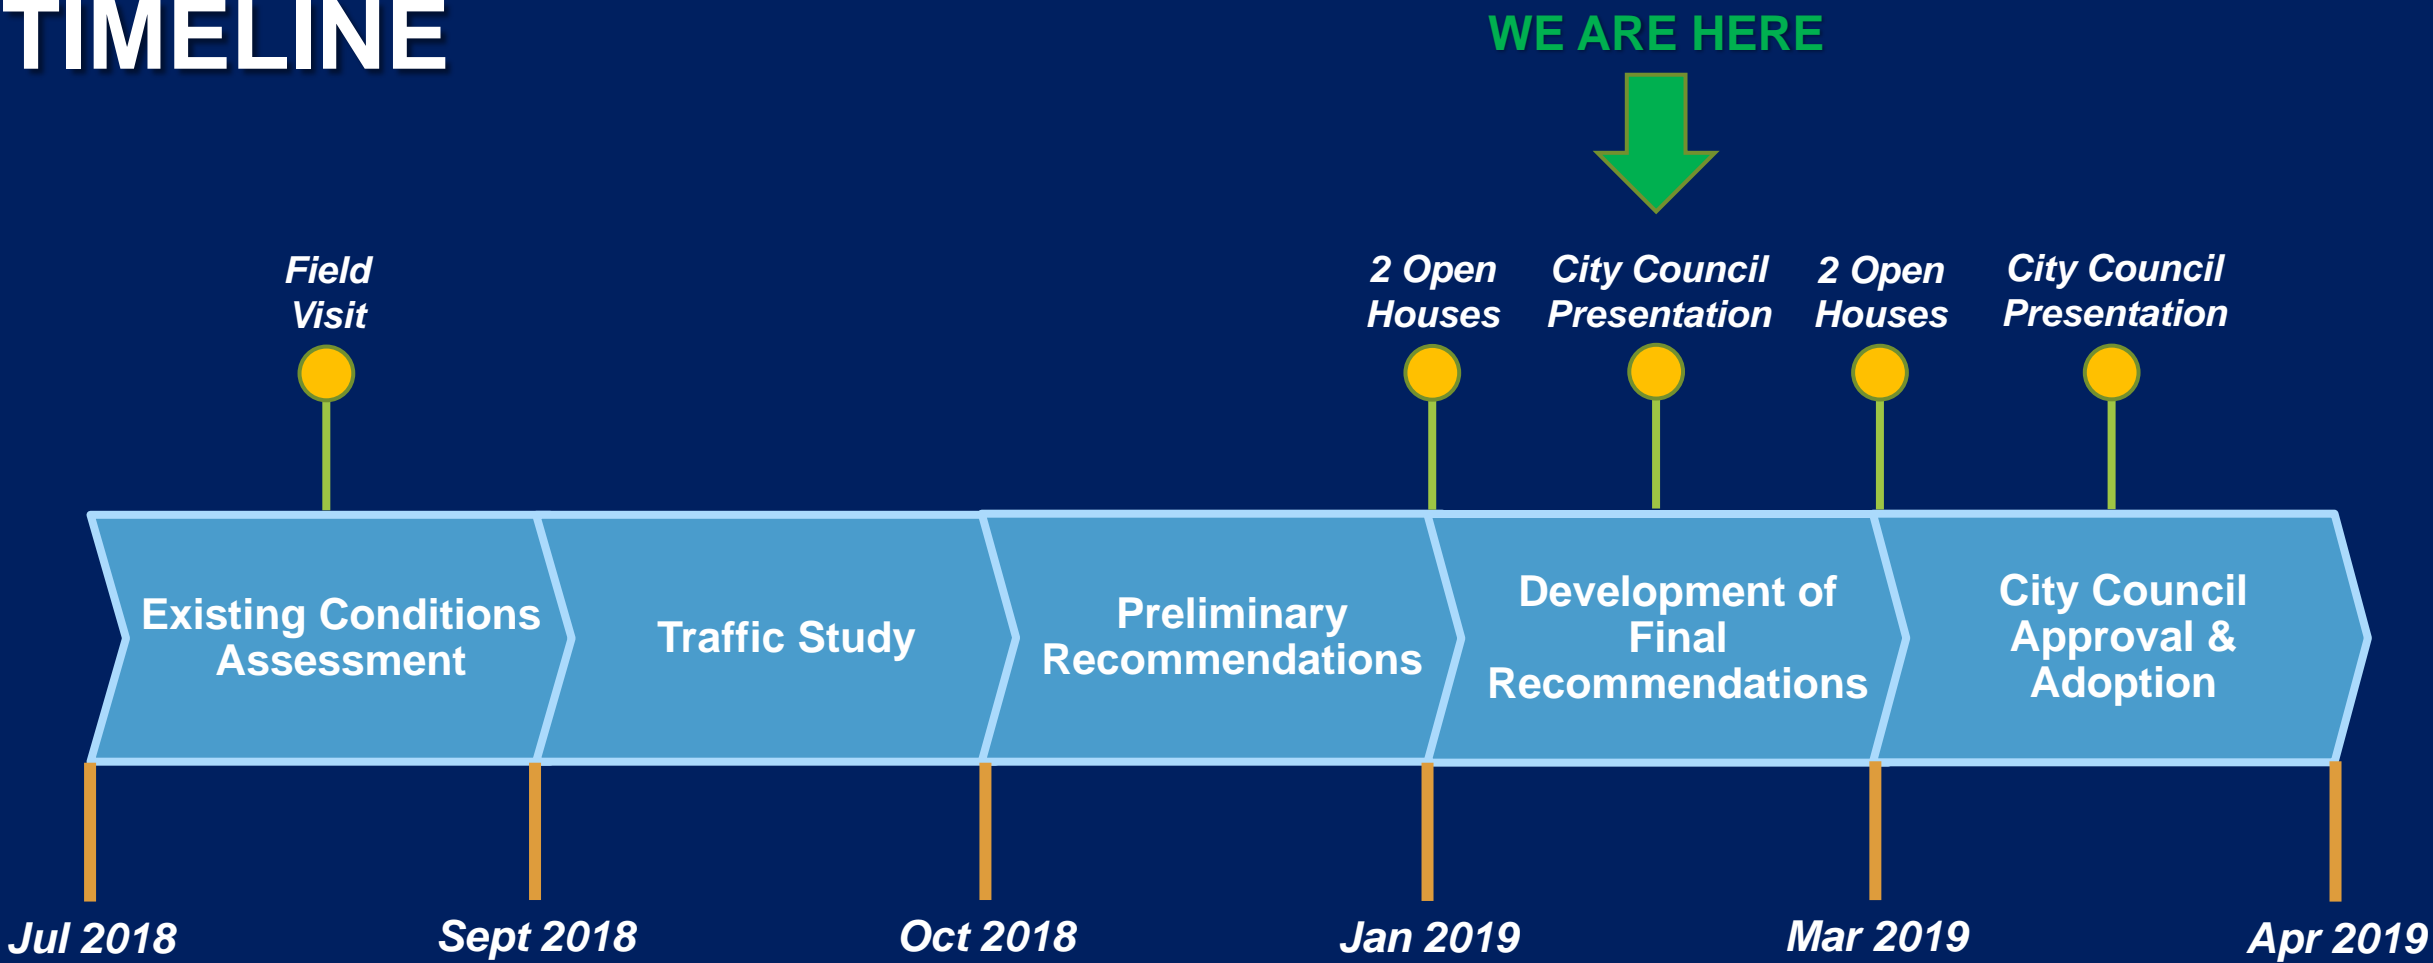 TIMELINE
WE ARE HERE
Field
Visit
2 Open
Houses
City Council
Presentation
2 Open
Houses
City Council
Presentation
Existing Conditions
Assessment
Traffic Study
Preliminary
Recommendations
Development of
Final
Recommendations
City Council
Approval &
Adoption
Jul 2018
Sept 2018
Oct 2018
Jan 2019
Mar 2019
Apr 2019